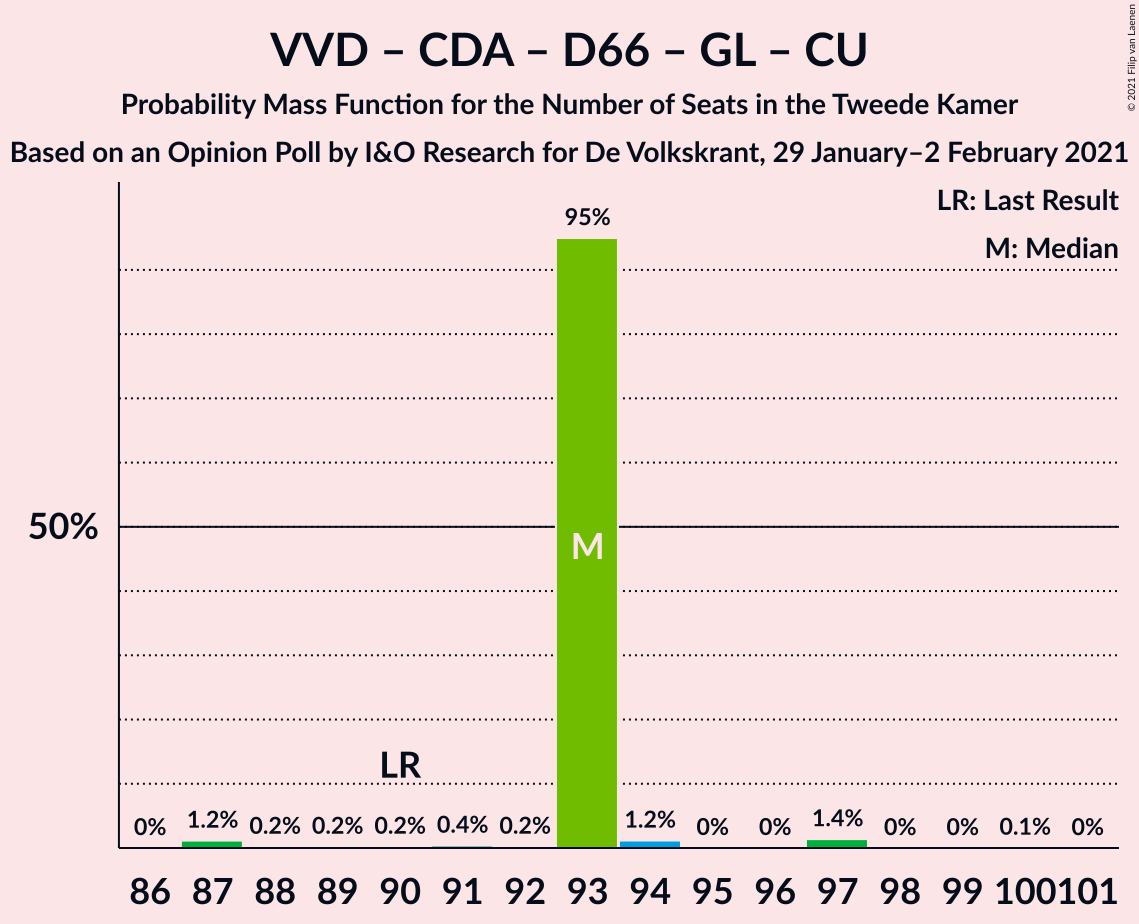 VVD – CDA – D66 – GL – CU
Probability Mass Function for the Number of Seats in the Tweede Kamer
Based on an Opinion Poll by I&O Research for De Volkskrant, 29 January–2 February 2021
© 2021 Filip van Laenen
LR: Last Result
M: Median
95%
50%
M
LR
0% 1.2% 0.2% 0.2% 0.2% 0.4% 0.2% 1.2% 0% 0% 1.4% 0% 0% 0.1% 0%
86 87 88 89 90 91 92 93 94 95 96 97 98 99 100 101